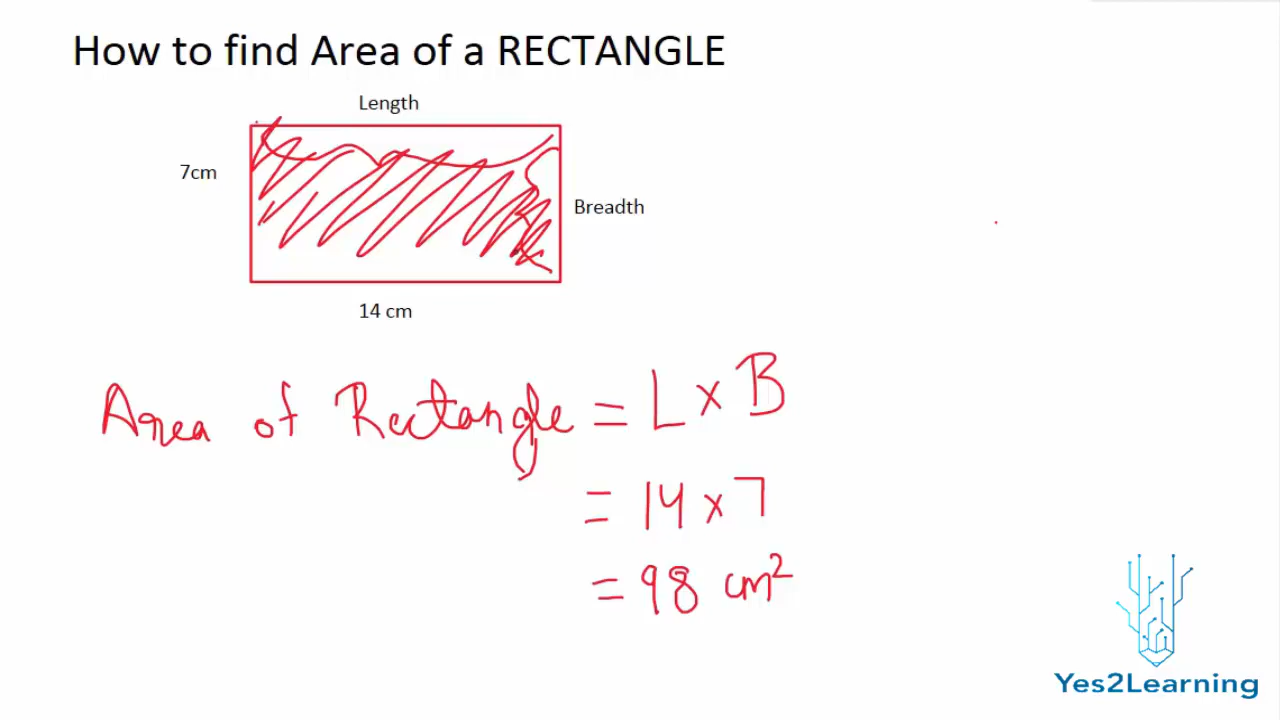 How to find Area of a RECTANGLE
Length
7cm
Breadth
14 cm
Area of Rectangle = L x B
= 14 x 7
= 98 cm²
Yes2Learning